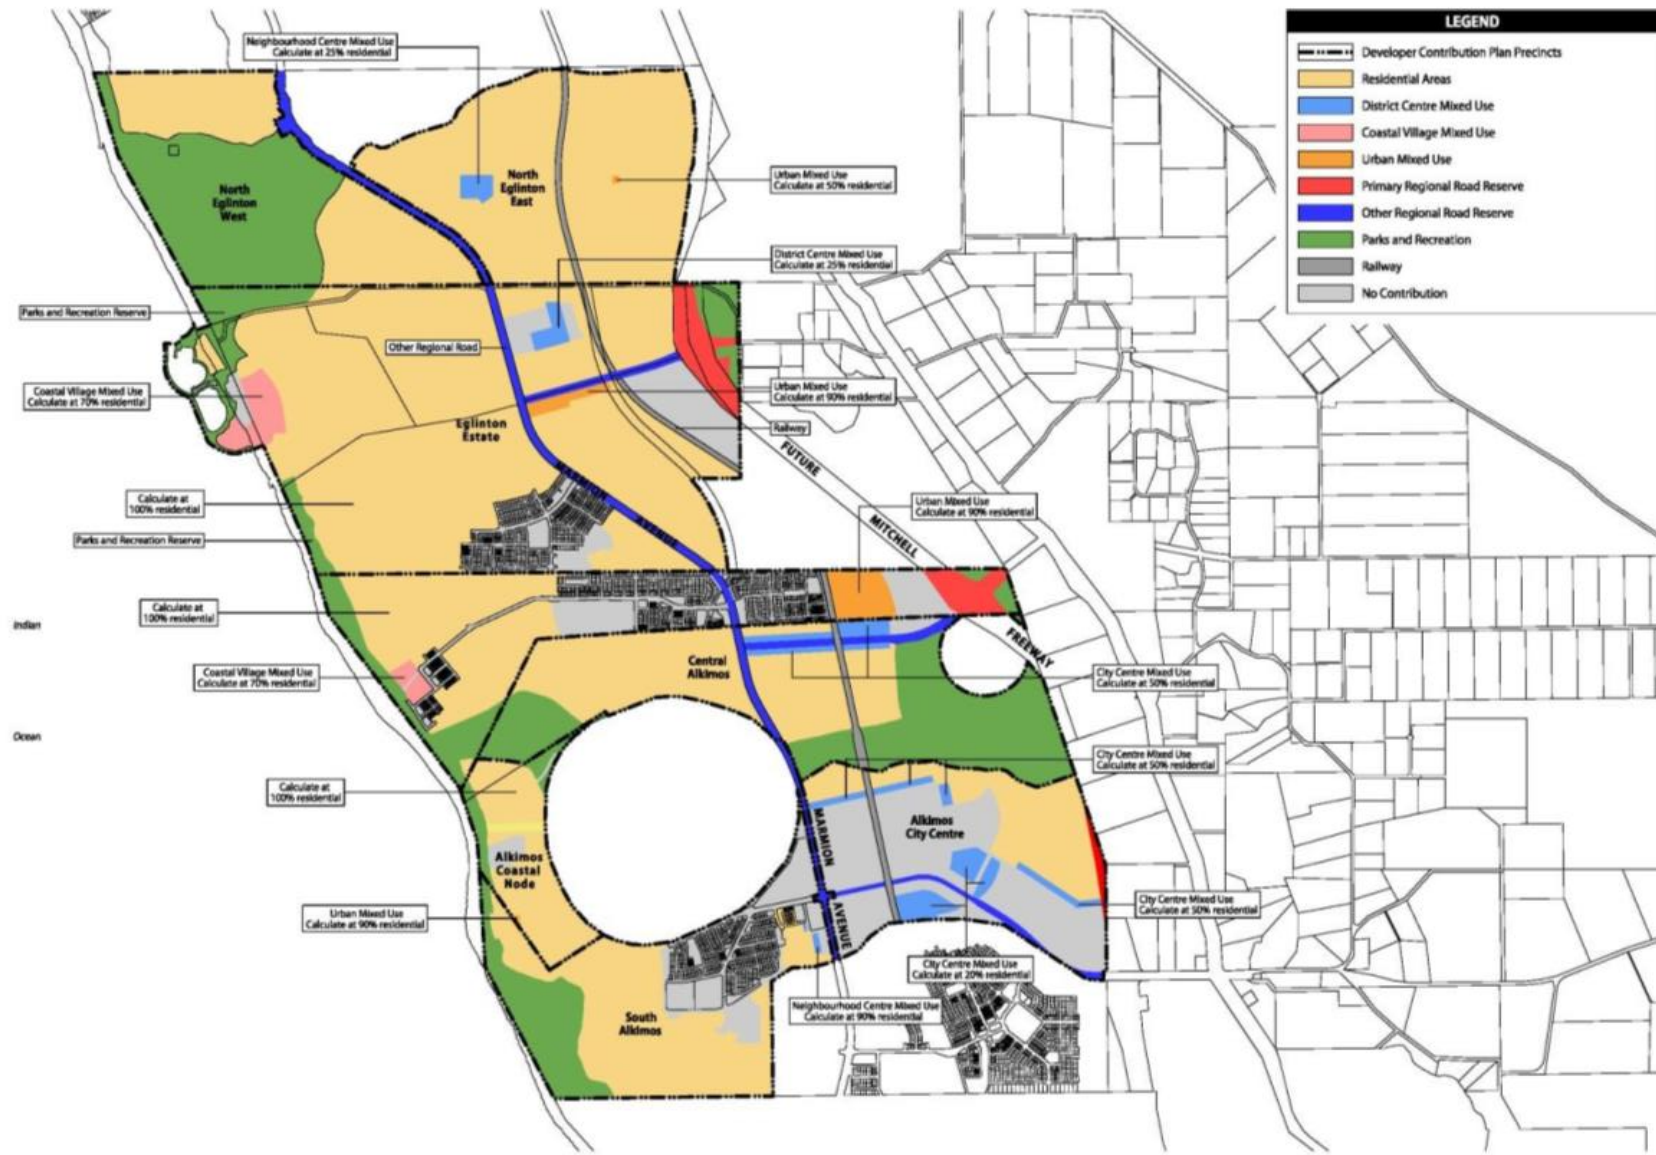 LEGEND
Developer Contribution Plan Precincts
Residential Areas
District Centre Mixed Use
Coastal Village Mixed Use
Urban Mixed Use
Primary Regional Road Reserve
Other Regional Road Reserve
Parks and Recreation
Railway
No Contribution
Neighbourhood Centre Mixed Use
Calculate at 25% residential
North
Eglinton
West
North
Eglinton
East
Urban Mixed Use
Calculate at 50% residential
District Centre Mixed Use
Calculate at 25% residential
Parks and Recreation Reserve
Other Regional Road
Coastal Village Mixed Use
Calculate at 70% residential
Urban Mixed Use
Calculate at 90% residential
Eglinton
Estate
Railway
FUTURE
MITCHELL
FREEWAY
MARMION
AVENUE
Calculate at
100% residential
Urban Mixed Use
Calculate at 90% residential
Parks and Recreation Reserve
Calculate at
100% residential
Indian
Ocean
Coastal Village Mixed Use
Calculate at 70% residential
Central
Alkimos
City Centre Mixed Use
Calculate at 50% residential
City Centre Mixed Use
Calculate at 50% residential
Calculate at
100% residential
MARMION
AVENUE
Alkimos
City Centre
Alkimos
Coastal
Node
Urban Mixed Use
Calculate at 90% residential
City Centre Mixed Use
Calculate at 50% residential
City Centre Mixed Use
Calculate at 20% residential
Neighbourhood Centre Mixed Use
Calculate at 90% residential
South
Alkimos